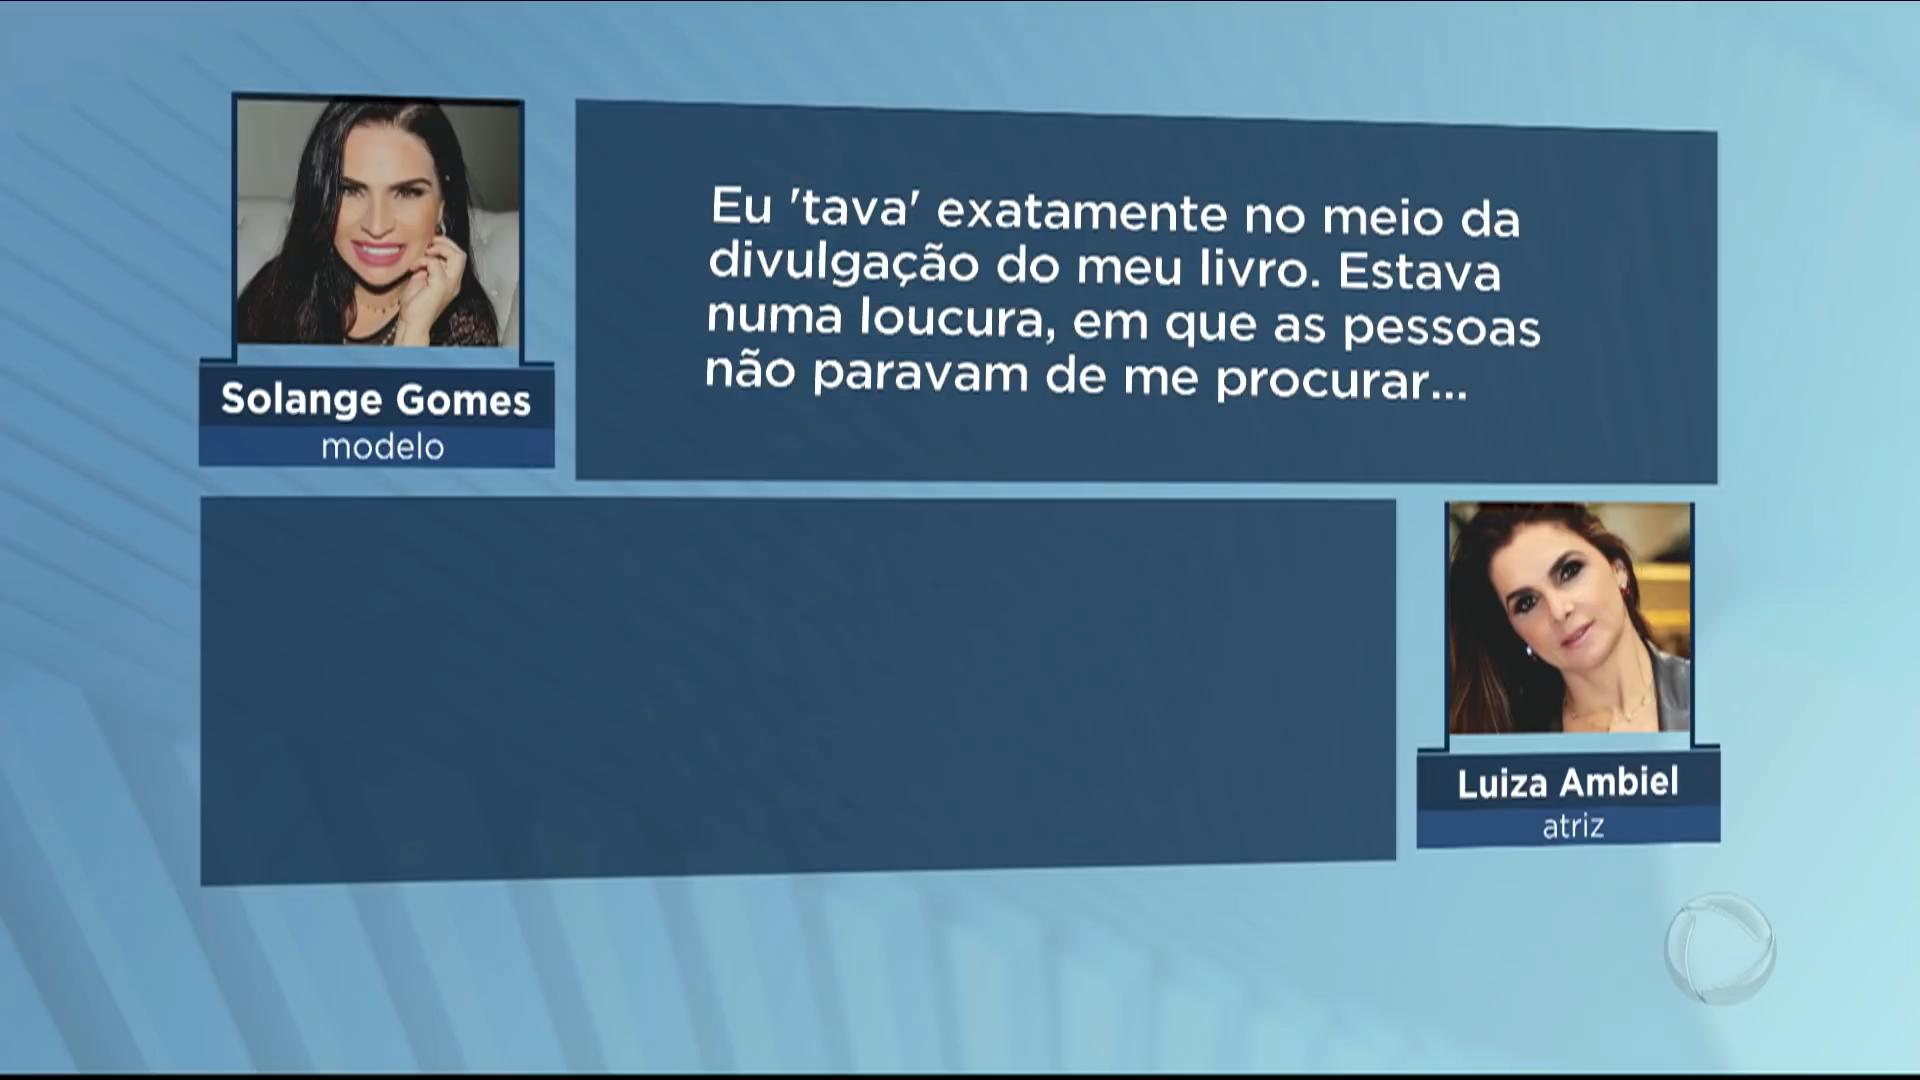 Eu 'tava' exatamente no meio da
divulgação do meu livro. Estava
numa loucura, em que as pessoas
não paravam de me procurar...
Solange Gomes
modelo
Luiza Ambiel
atriz